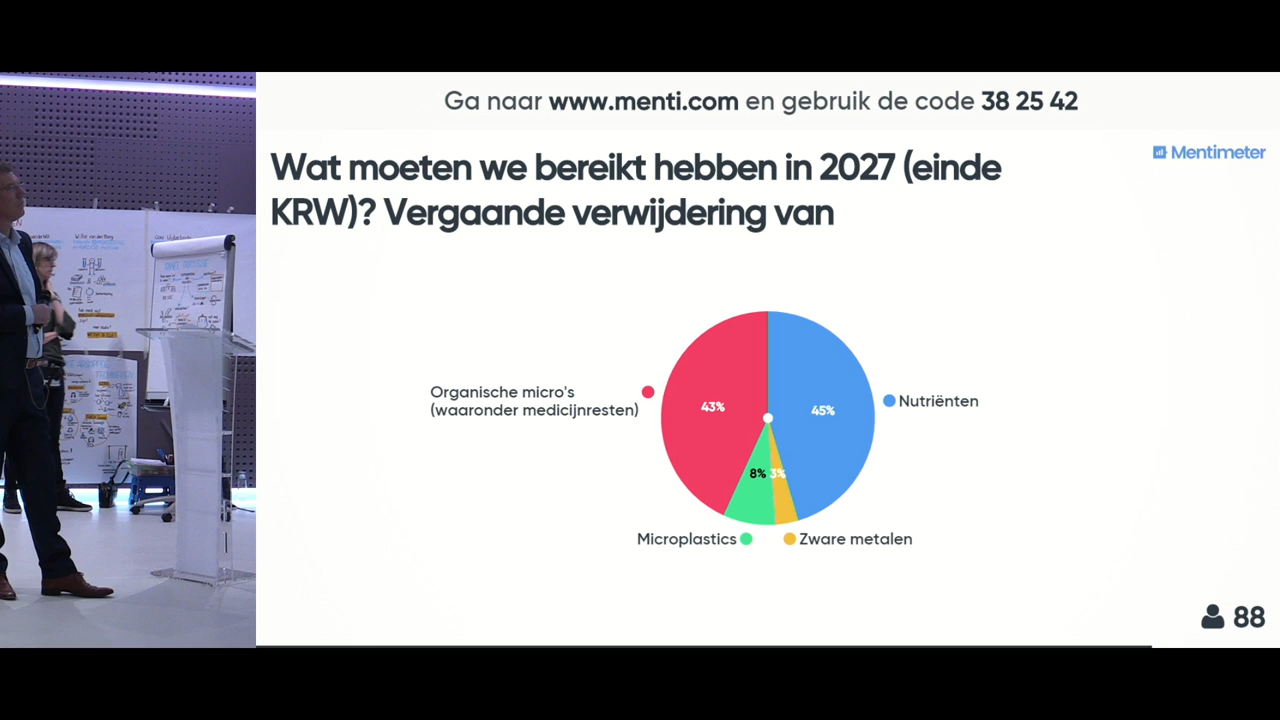 Ga naar www.menti.com en gebruik de code 38 25 42
Mentimeter
Wat moeten we bereikt hebben in 2027 (einde
KRW)? Vergaande verwijdering van
Organische micro's
(waaronder medicijnresten)
43%
45%
Nutriënten
8%
3%
Microplastics
Zware metalen
88